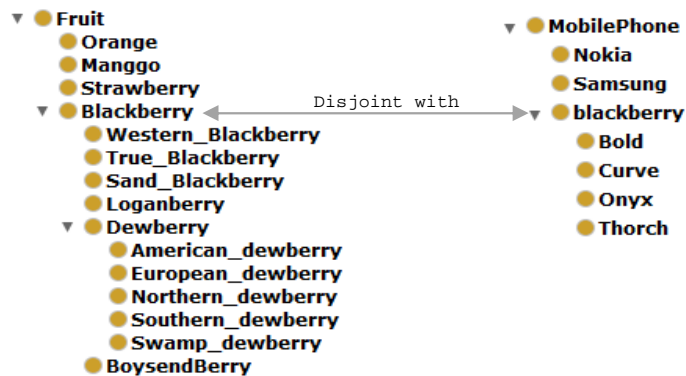 Fruit
Orange
Manggo
Strawberry
Blackberry
Western_Blackberry
True_Blackberry
Sand_Blackberry
Loganberry
Dewberry
American_dewberry
European_dewberry
Northern_dewberry
Southern_dewberry
Swamp_dewberry
BoysendBerry
Disjoint with
MobilePhone
Nokia
Samsung
blackberry
Bold
Curve
Onyx
Thorch